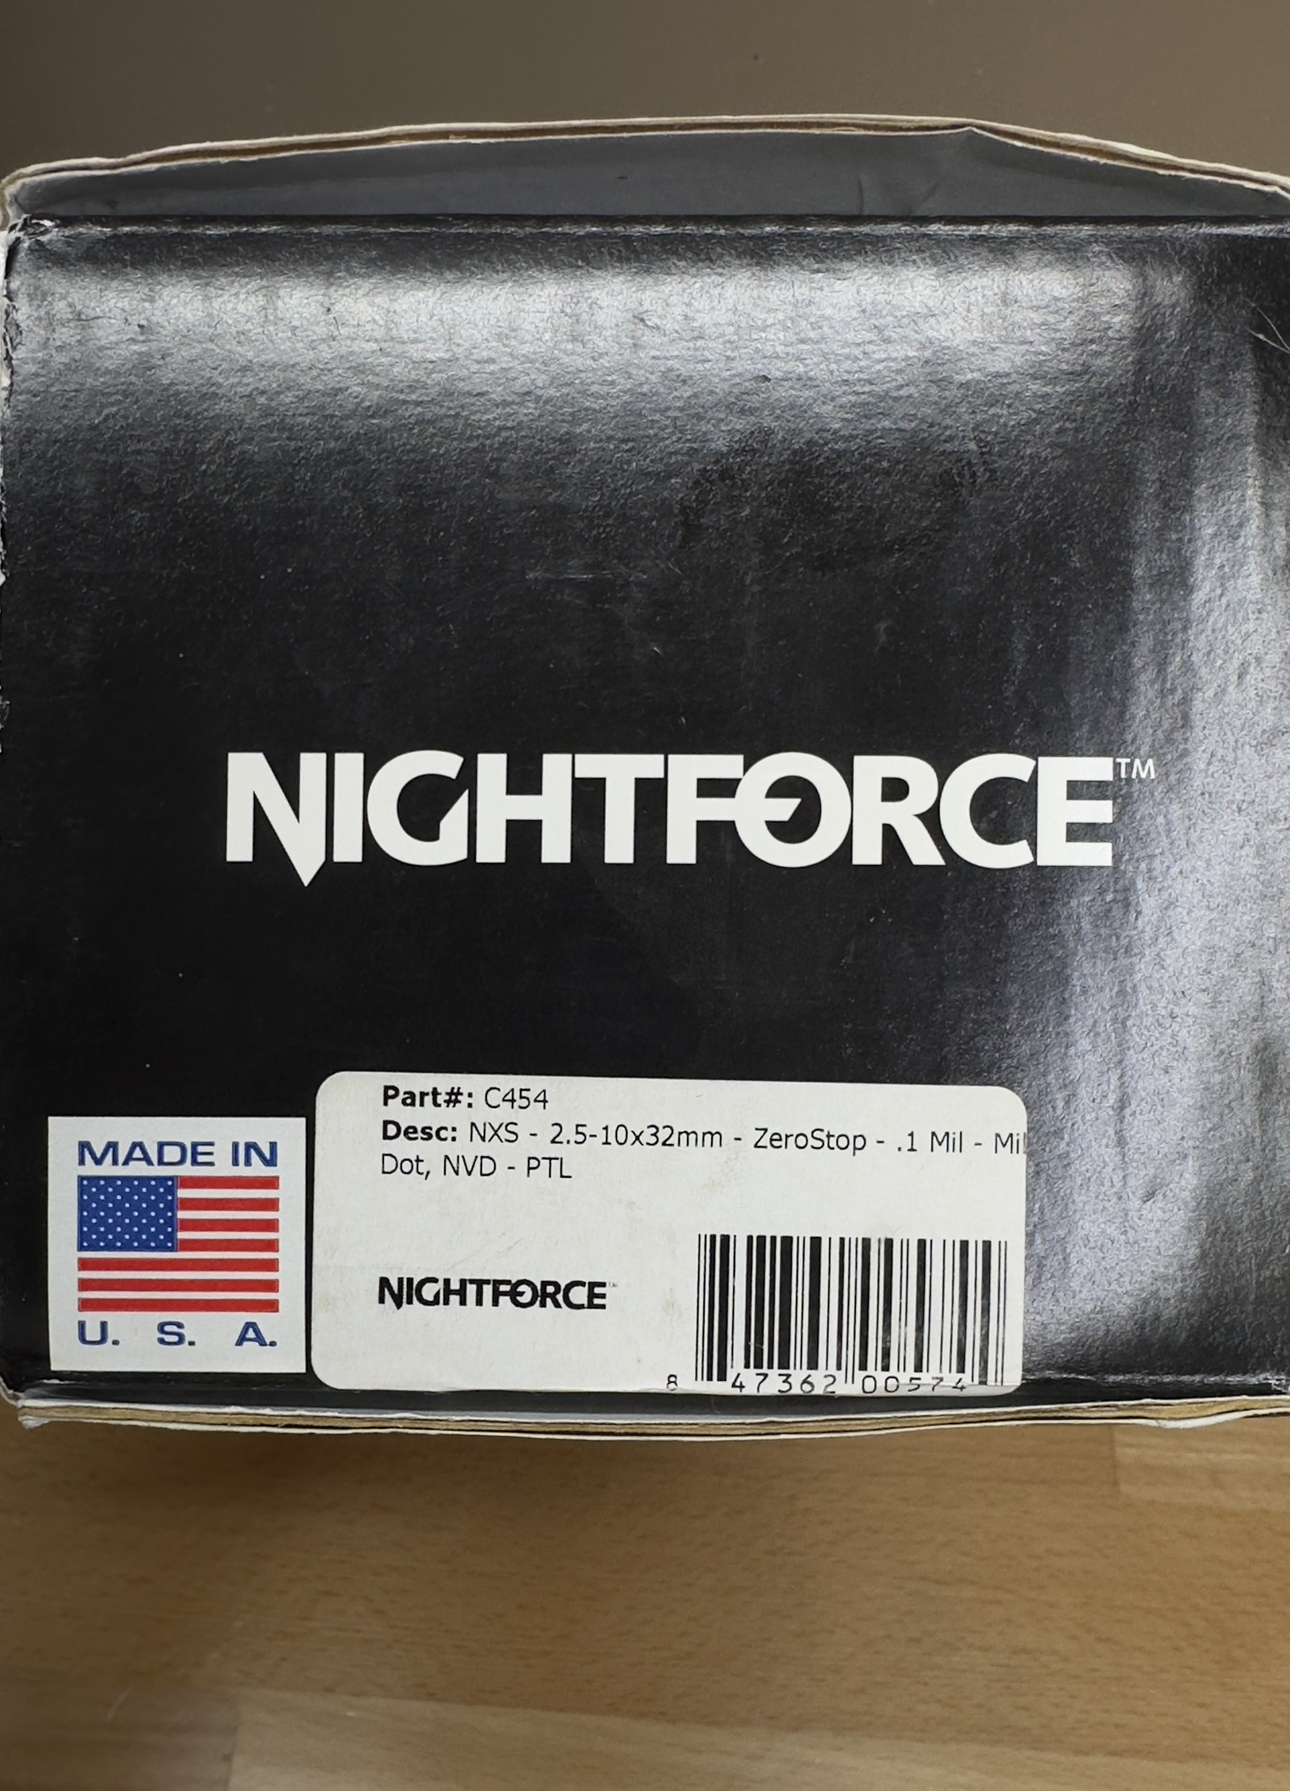 NIGHTFORCE™
Part#: C454
Desc: NXS - 2.5-10x32mm - ZeroStop - .1 Mil - Mil
Dot, NVD - PTL
MADE IN
U. S. A.
NIGHTFORCE™
8 47362 00574